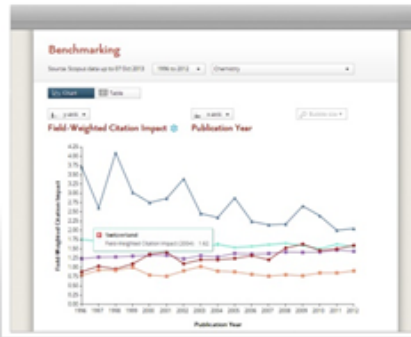 Benchmarking
Source: Scopus data up to 07 Oct 2013
1996 to 2012
Chemistry
Chart
Table
y-axis
x-axis
Bubble size
Field-Weighted Citation Impact
Publication Year
4.25
4.00
3.75
3.50
3.25
3.00
2.75
2.50
2.25
2.00
1.75
1.50
1.25
1.00
0.75
0.50
0.25
0.00
Field-Weighted Citation Impact
Switzerland
Field-Weighted Citation Impact (2004): 1.62
1996 1997 1998 1999 2000 2001 2002 2003 2004 2005 2006 2007 2008 2009 2010 2011 2012
Publication Year